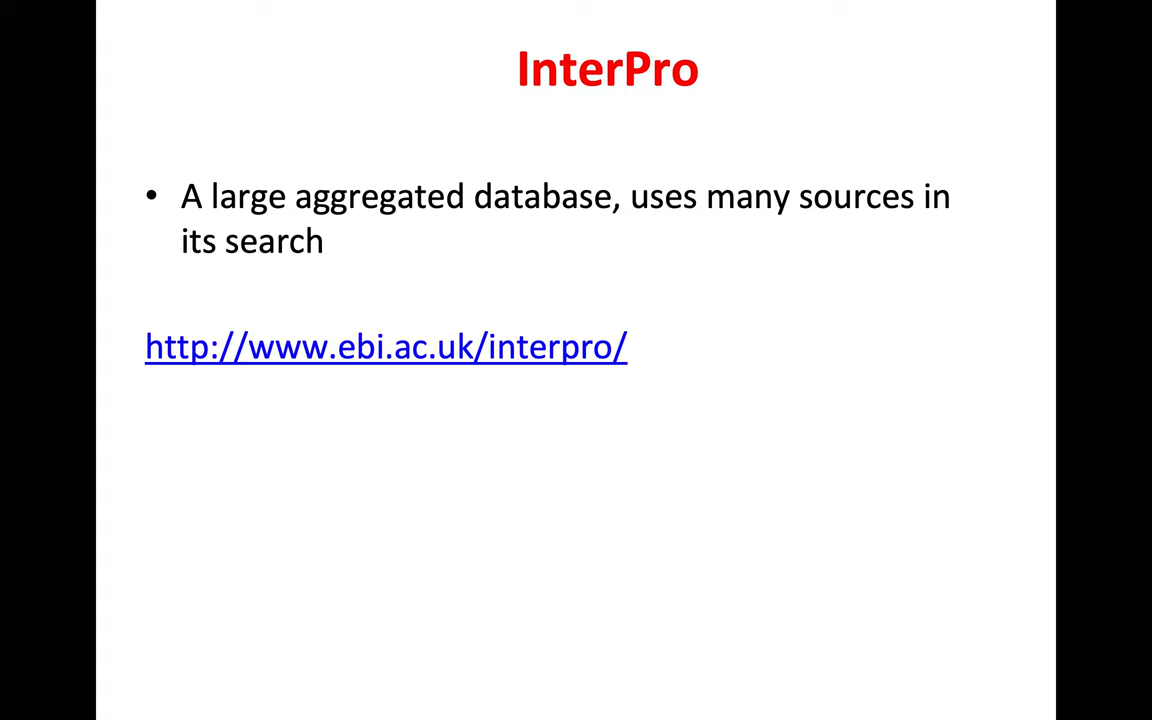 InterPro
• A large aggregated database, uses many sources in
its search
http://www.ebi.ac.uk/interpro/